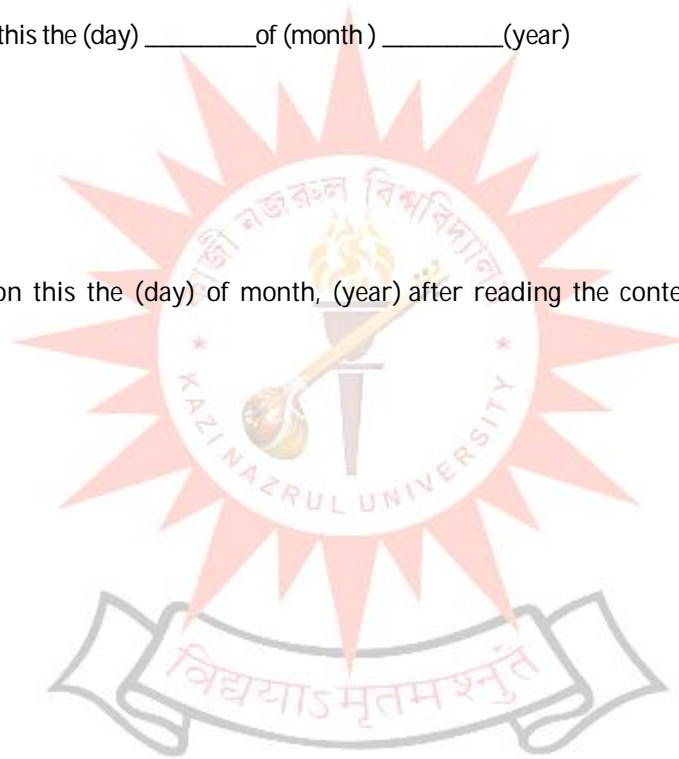 this the (day) _________of (month ) __________(year)
on this the (day) of month, (year) after reading the conte
কাজী নজরুল বিশ্ববিদ্যালয়
KAZI NAZRUL UNIVERSITY
विद्ययाऽमृतमश्नुते